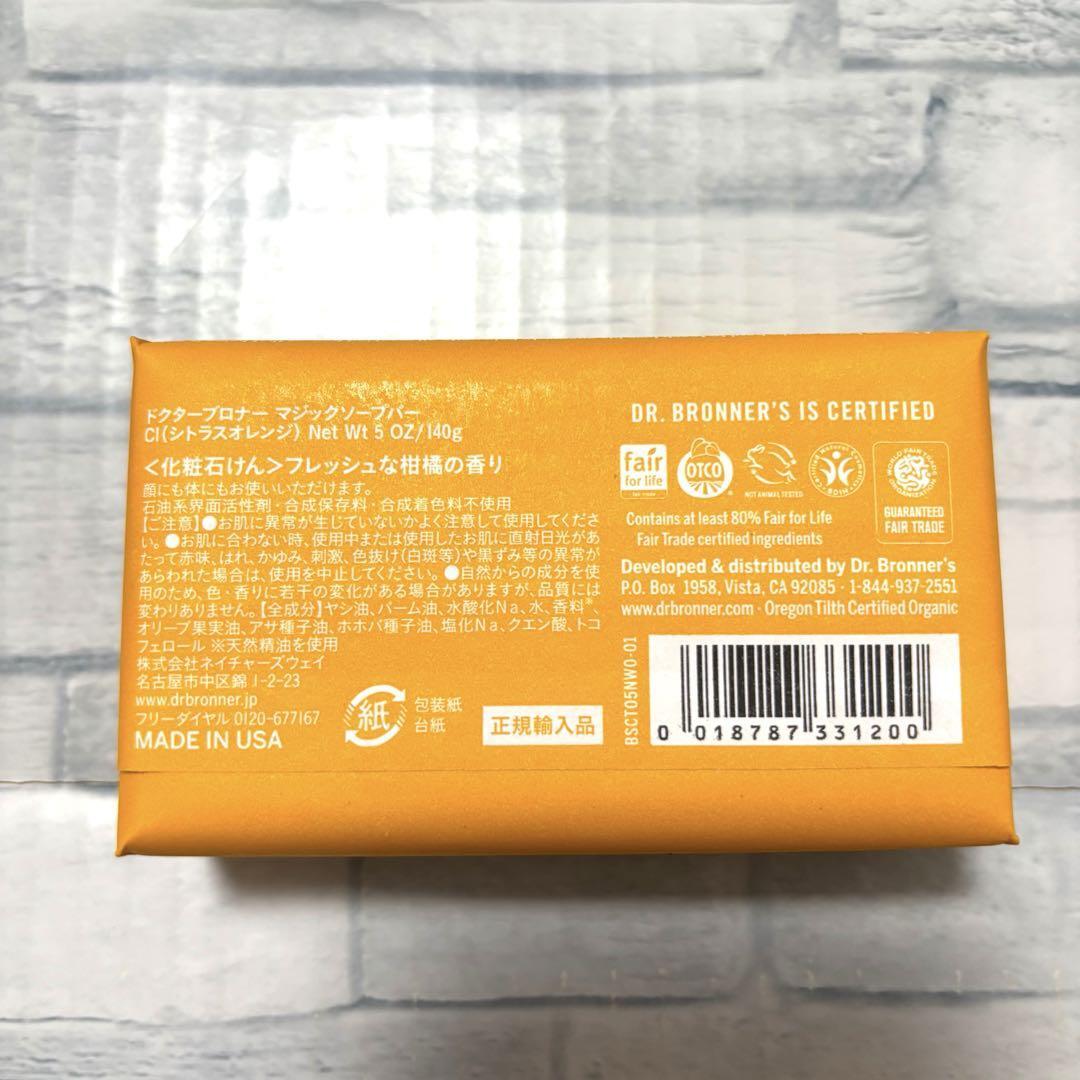 ドクターブロナー マジックソープバー
CI(シトラスオレンジ) Net Wt 5 OZ/140g
<化粧石けん>フレッシュな柑橘の香り
顔にも体にもお使いいただけます。
石油系界面活性剤・合成保存料・合成着色料不使用
【ご注意】●お肌に異常が生じていないかよく注意して使用してくださ
い。●お肌に合わない時、使用中または使用したお肌に直射日光があ
たって赤味、はれ、かゆみ、刺激、色抜け(白斑等)や黒ずみ等の異常が
あらわれた場合は、使用を中止してください。●自然からの成分を使
用のため、色・香りに若干の変化がある場合がありますが、品質には
変わりありません。【全成分】ヤシ油、パーム油、水酸化Na、水、香料※、
オリーブ果実油、アサ種子油、ホホバ種子油、塩化Na、クエン酸、トコ
フェロール ※天然精油を使用
株式会社ネイチャーズウェイ
名古屋市中区錦 1-2-23
www.drbronner.jp
フリーダイヤル 0120-677167
MADE IN USA
紙
包装紙
台紙
正規輸入品
DR. BRONNER'S IS CERTIFIED
fair
for life
fair trade
OTCO
NOT ANIMAL TESTED
BDIH
WORLD FAIR TRADE
ORGANIZATION
GUARANTEED
FAIR TRADE
Contains at least 80% Fair for Life
Fair Trade certified ingredients
Developed & distributed by Dr. Bronner's
P.O. Box 1958, Vista, CA 92085 · 1-844-937-2551
www.drbronner.com · Oregon Tilth Certified Organic
BSCT05NW0-01
0 018787 331200